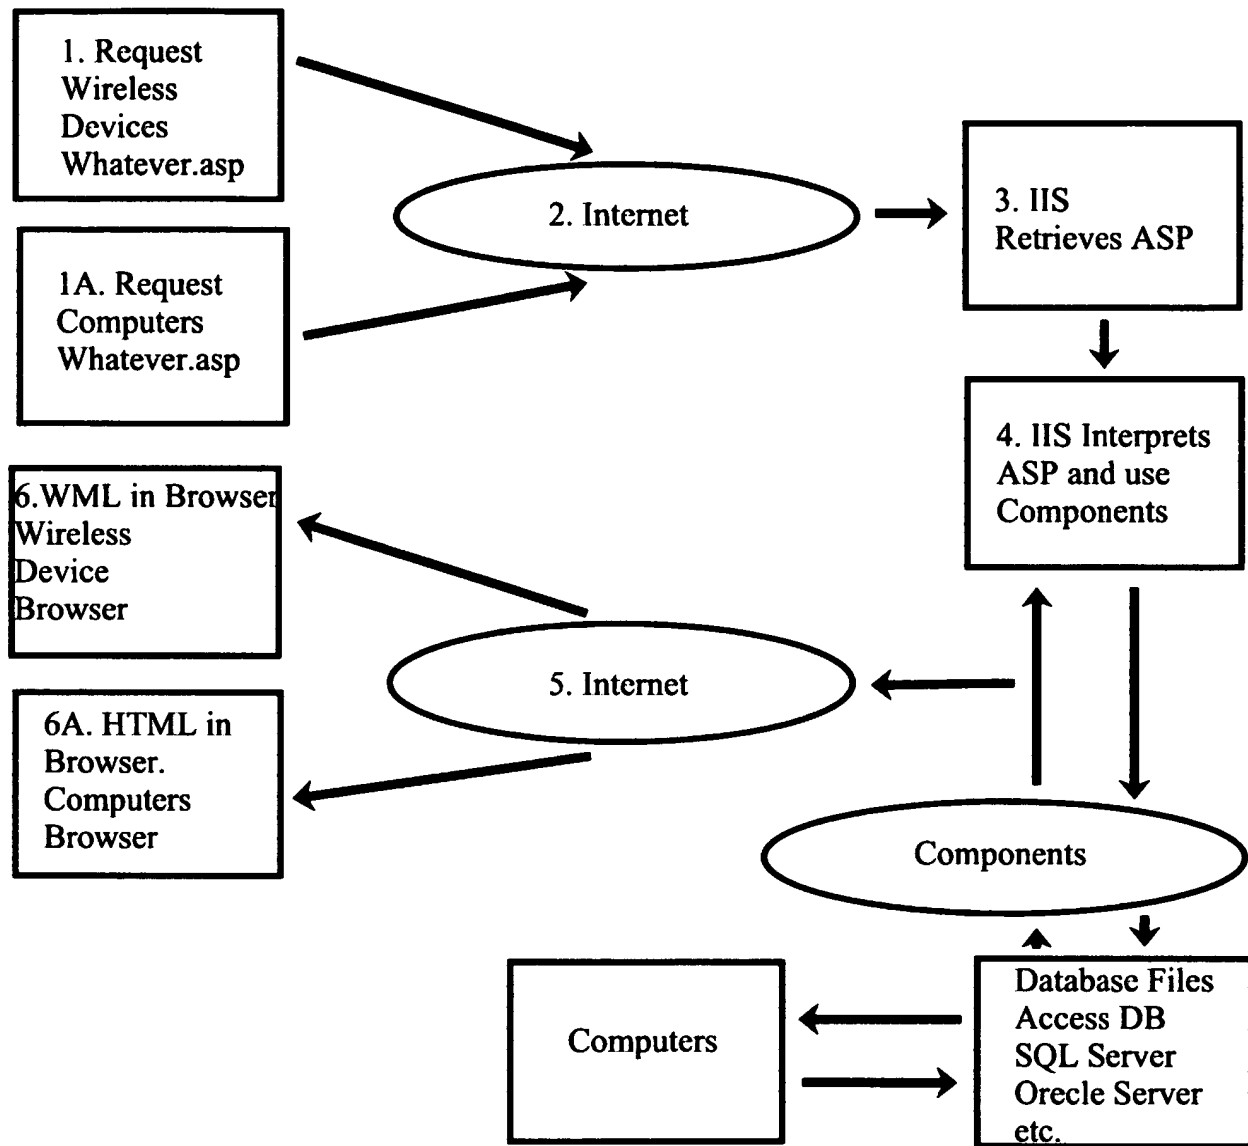 1. Request
Wireless
Devices
Whatever.asp
1A. Request
Computers
Whatever.asp
2. Internet
3. IIS
Retrieves ASP
4. IIS Interprets
ASP and use
Components
5. Internet
6.WML in Browser
Wireless
Device
Browser
6A. HTML in
Browser.
Computers
Browser
Components
Computers
Database Files
Access DB
SQL Server
Orecle Server
etc.